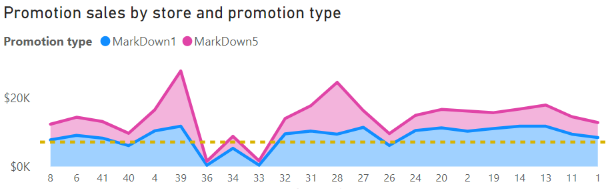 Promotion sales by store and promotion type
Promotion type MarkDown1 MarkDown5
$20K
$0K
8 6 41 40 4 39 36 34 33 32 31 28 27 26 24 20 2 19 14 13 11 1